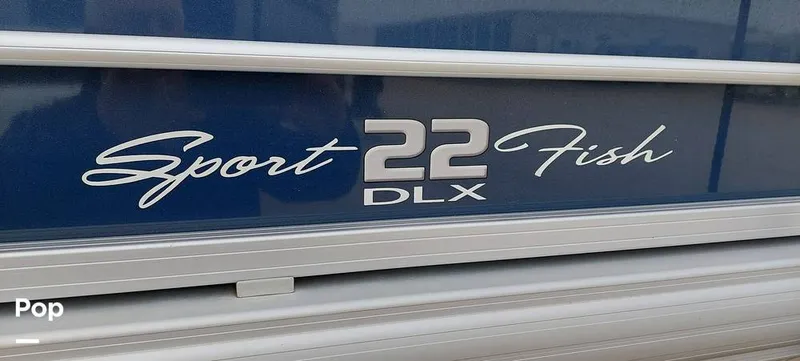 Sport 22 Fish
DLX
Pop